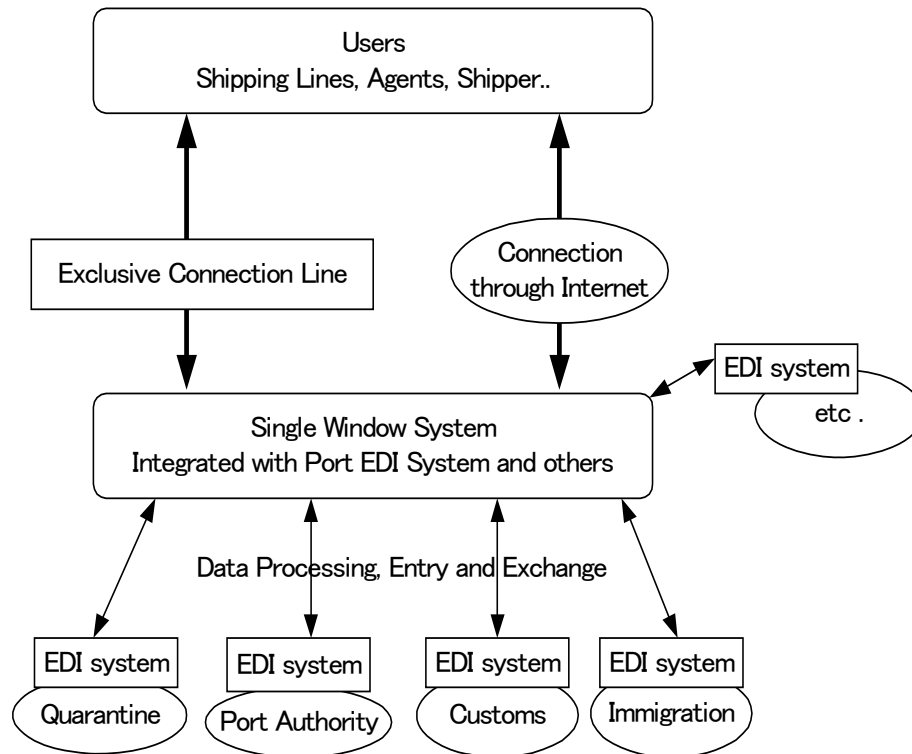 Users
Shipping Lines, Agents, Shipper..
Exclusive Connection Line
Connection
through Internet
EDI system
etc .
Single Window System
Integrated with Port EDI System and others
Data Processing, Entry and Exchange
EDI system
Quarantine
EDI system
Port Authority
EDI system
Customs
EDI system
Immigration